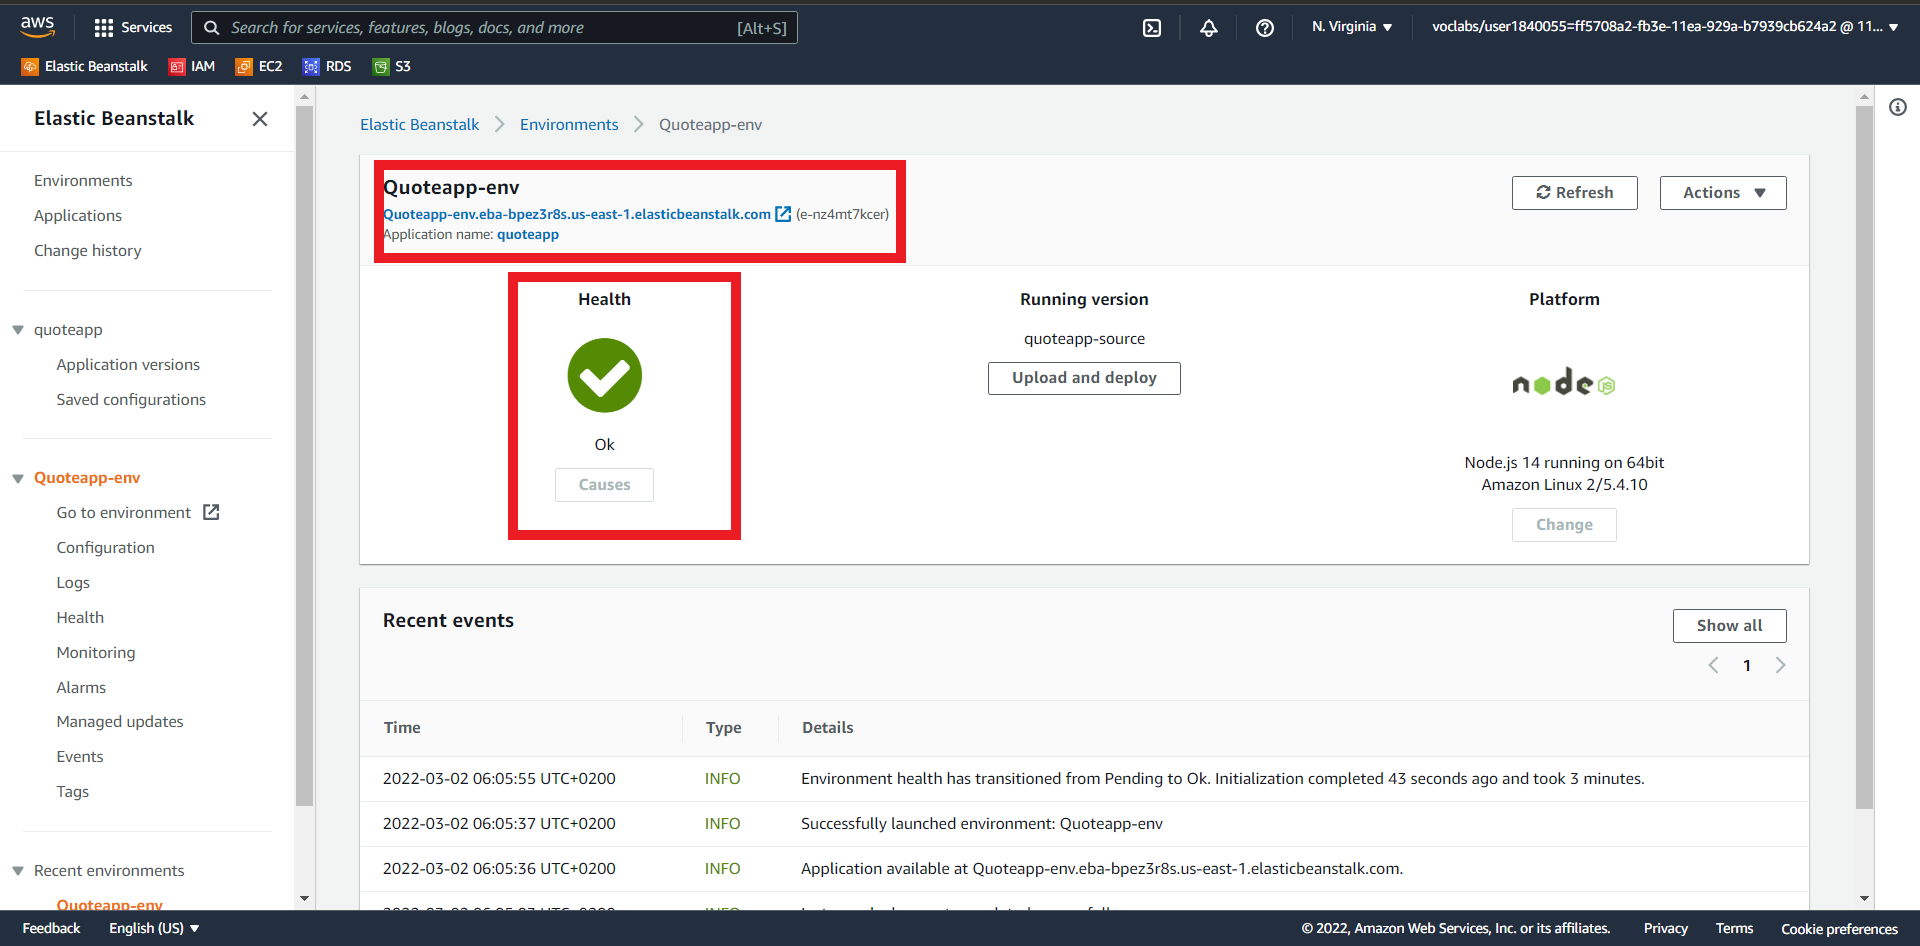 aws
Services
Search for services, features, blogs, docs, and more [Alt+S]
N. Virginia
voclabs/user1840055=ff5708a2-fb3e-11ea-929a-b7939cb624a2 @ 11...
Elastic Beanstalk
IAM
EC2
RDS
S3
Elastic Beanstalk
Environments
Applications
Change history
quoteapp
Application versions
Saved configurations
Quoteapp-env
Go to environment
Configuration
Logs
Health
Monitoring
Alarms
Managed updates
Events
Tags
Recent environments
Quoteapp-env
Elastic Beanstalk > Environments > Quoteapp-env
Quoteapp-env
Quoteapp-env.eba-bpez3r8s.us-east-1.elasticbeanstalk.com (e-nz4mt7kcer)
Application name: quoteapp
Refresh
Actions
Health
Ok
Causes
Running version
quoteapp-source
Upload and deploy
Platform
node JS
Node.js 14 running on 64bit
Amazon Linux 2/5.4.10
Change
Recent events
Show all
1
Time Type Details
2022-03-02 06:05:55 UTC+0200 INFO Environment health has transitioned from Pending to Ok. Initialization completed 43 seconds ago and took 3 minutes.
2022-03-02 06:05:37 UTC+0200 INFO Successfully launched environment: Quoteapp-env
2022-03-02 06:05:36 UTC+0200 INFO Application available at Quoteapp-env.eba-bpez3r8s.us-east-1.elasticbeanstalk.com.
Feedback
English (US)
© 2022, Amazon Web Services, Inc. or its affiliates.
Privacy
Terms
Cookie preferences